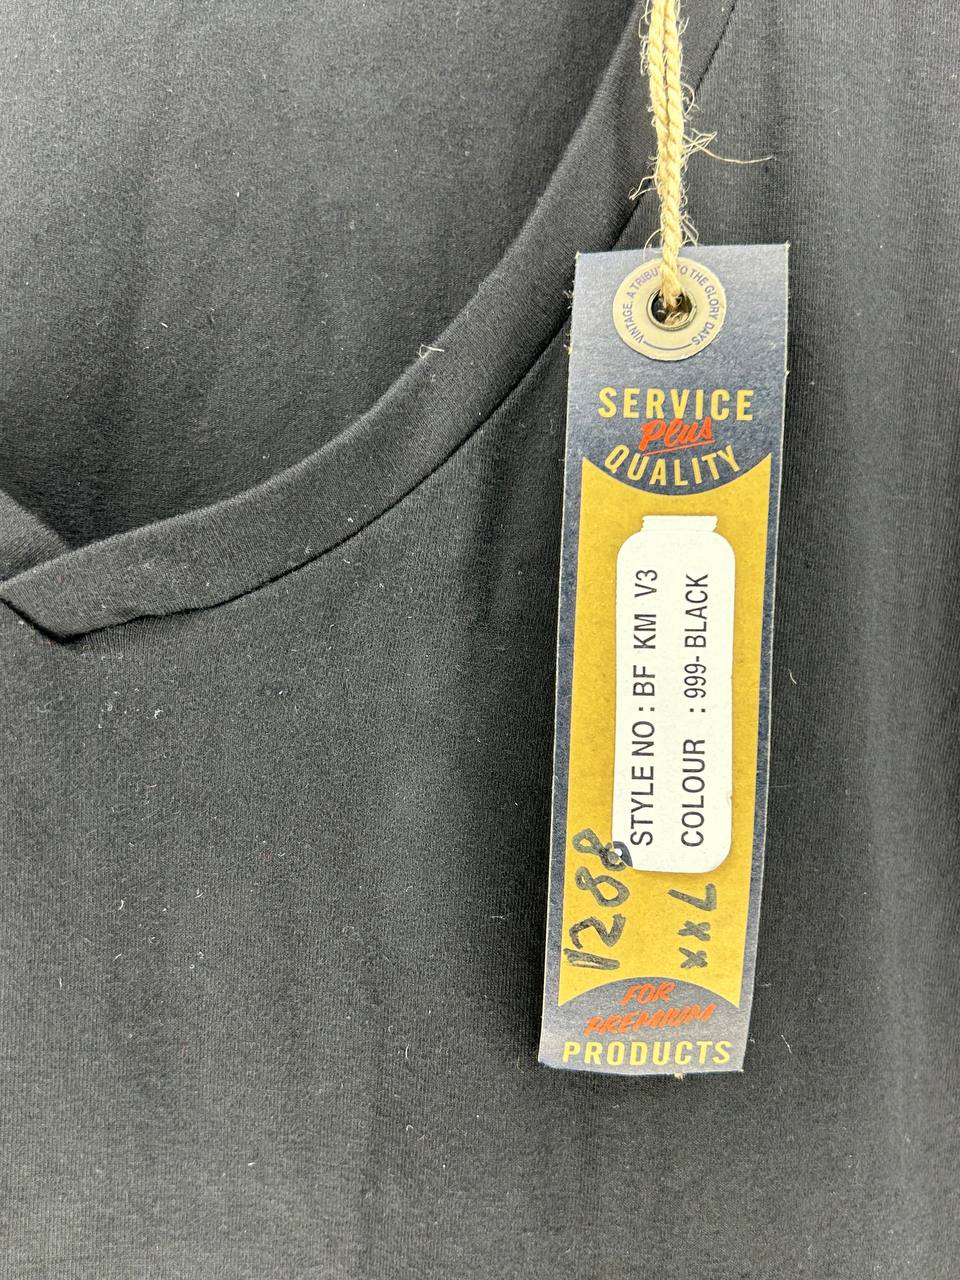 VINTAGE, A TRIBUTE TO THE GLORY DAYS
SERVICE
Plus
QUALITY
STYLE NO : BF KM V3
COLOUR : 999- BLACK
1288
XXL
FOR
PREMIUM
PRODUCTS